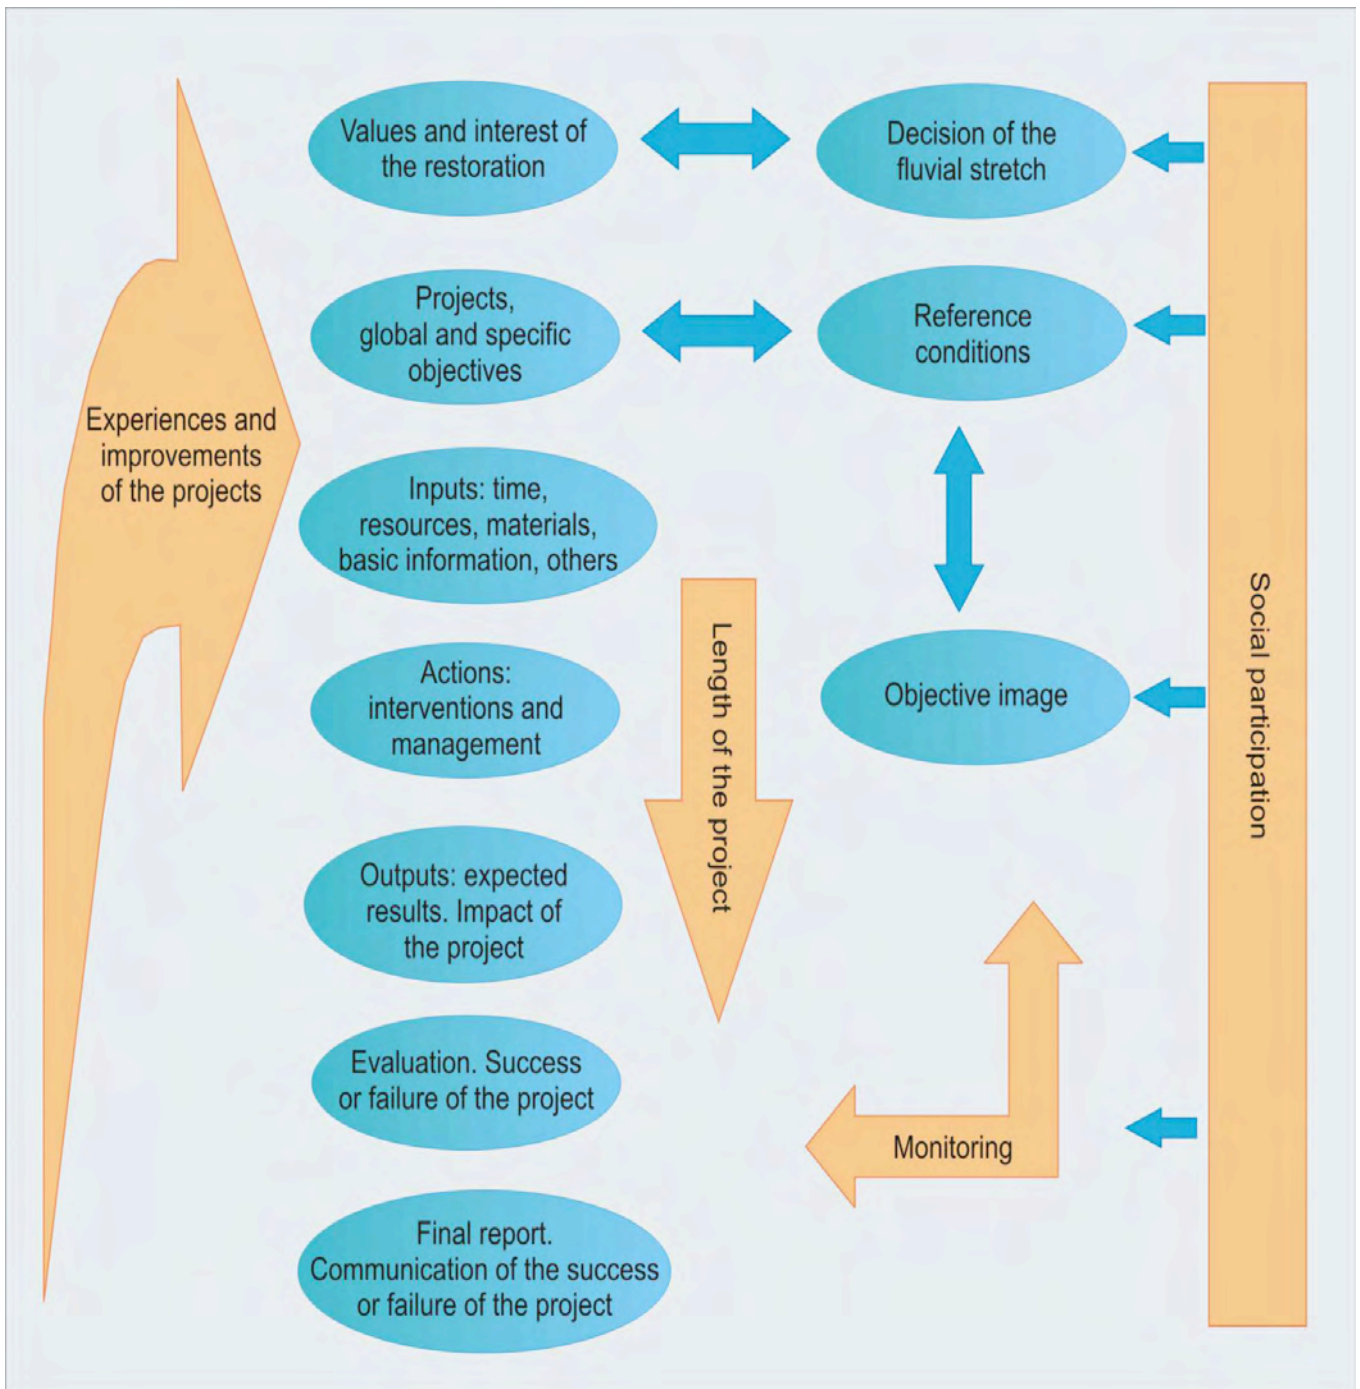 Values and interest of
the restoration
Decision of the
fluvial stretch
Projects,
global and specific
objectives
Reference
conditions
Experiences and
improvements
of the projects
Inputs: time,
resources, materials,
basic information, others
Length of the project
Social participation
Actions:
interventions and
management
Objective image
Outputs: expected
results. Impact of
the project
Evaluation. Success
or failure of the project
Monitoring
Final report.
Communication of the success
or failure of the project